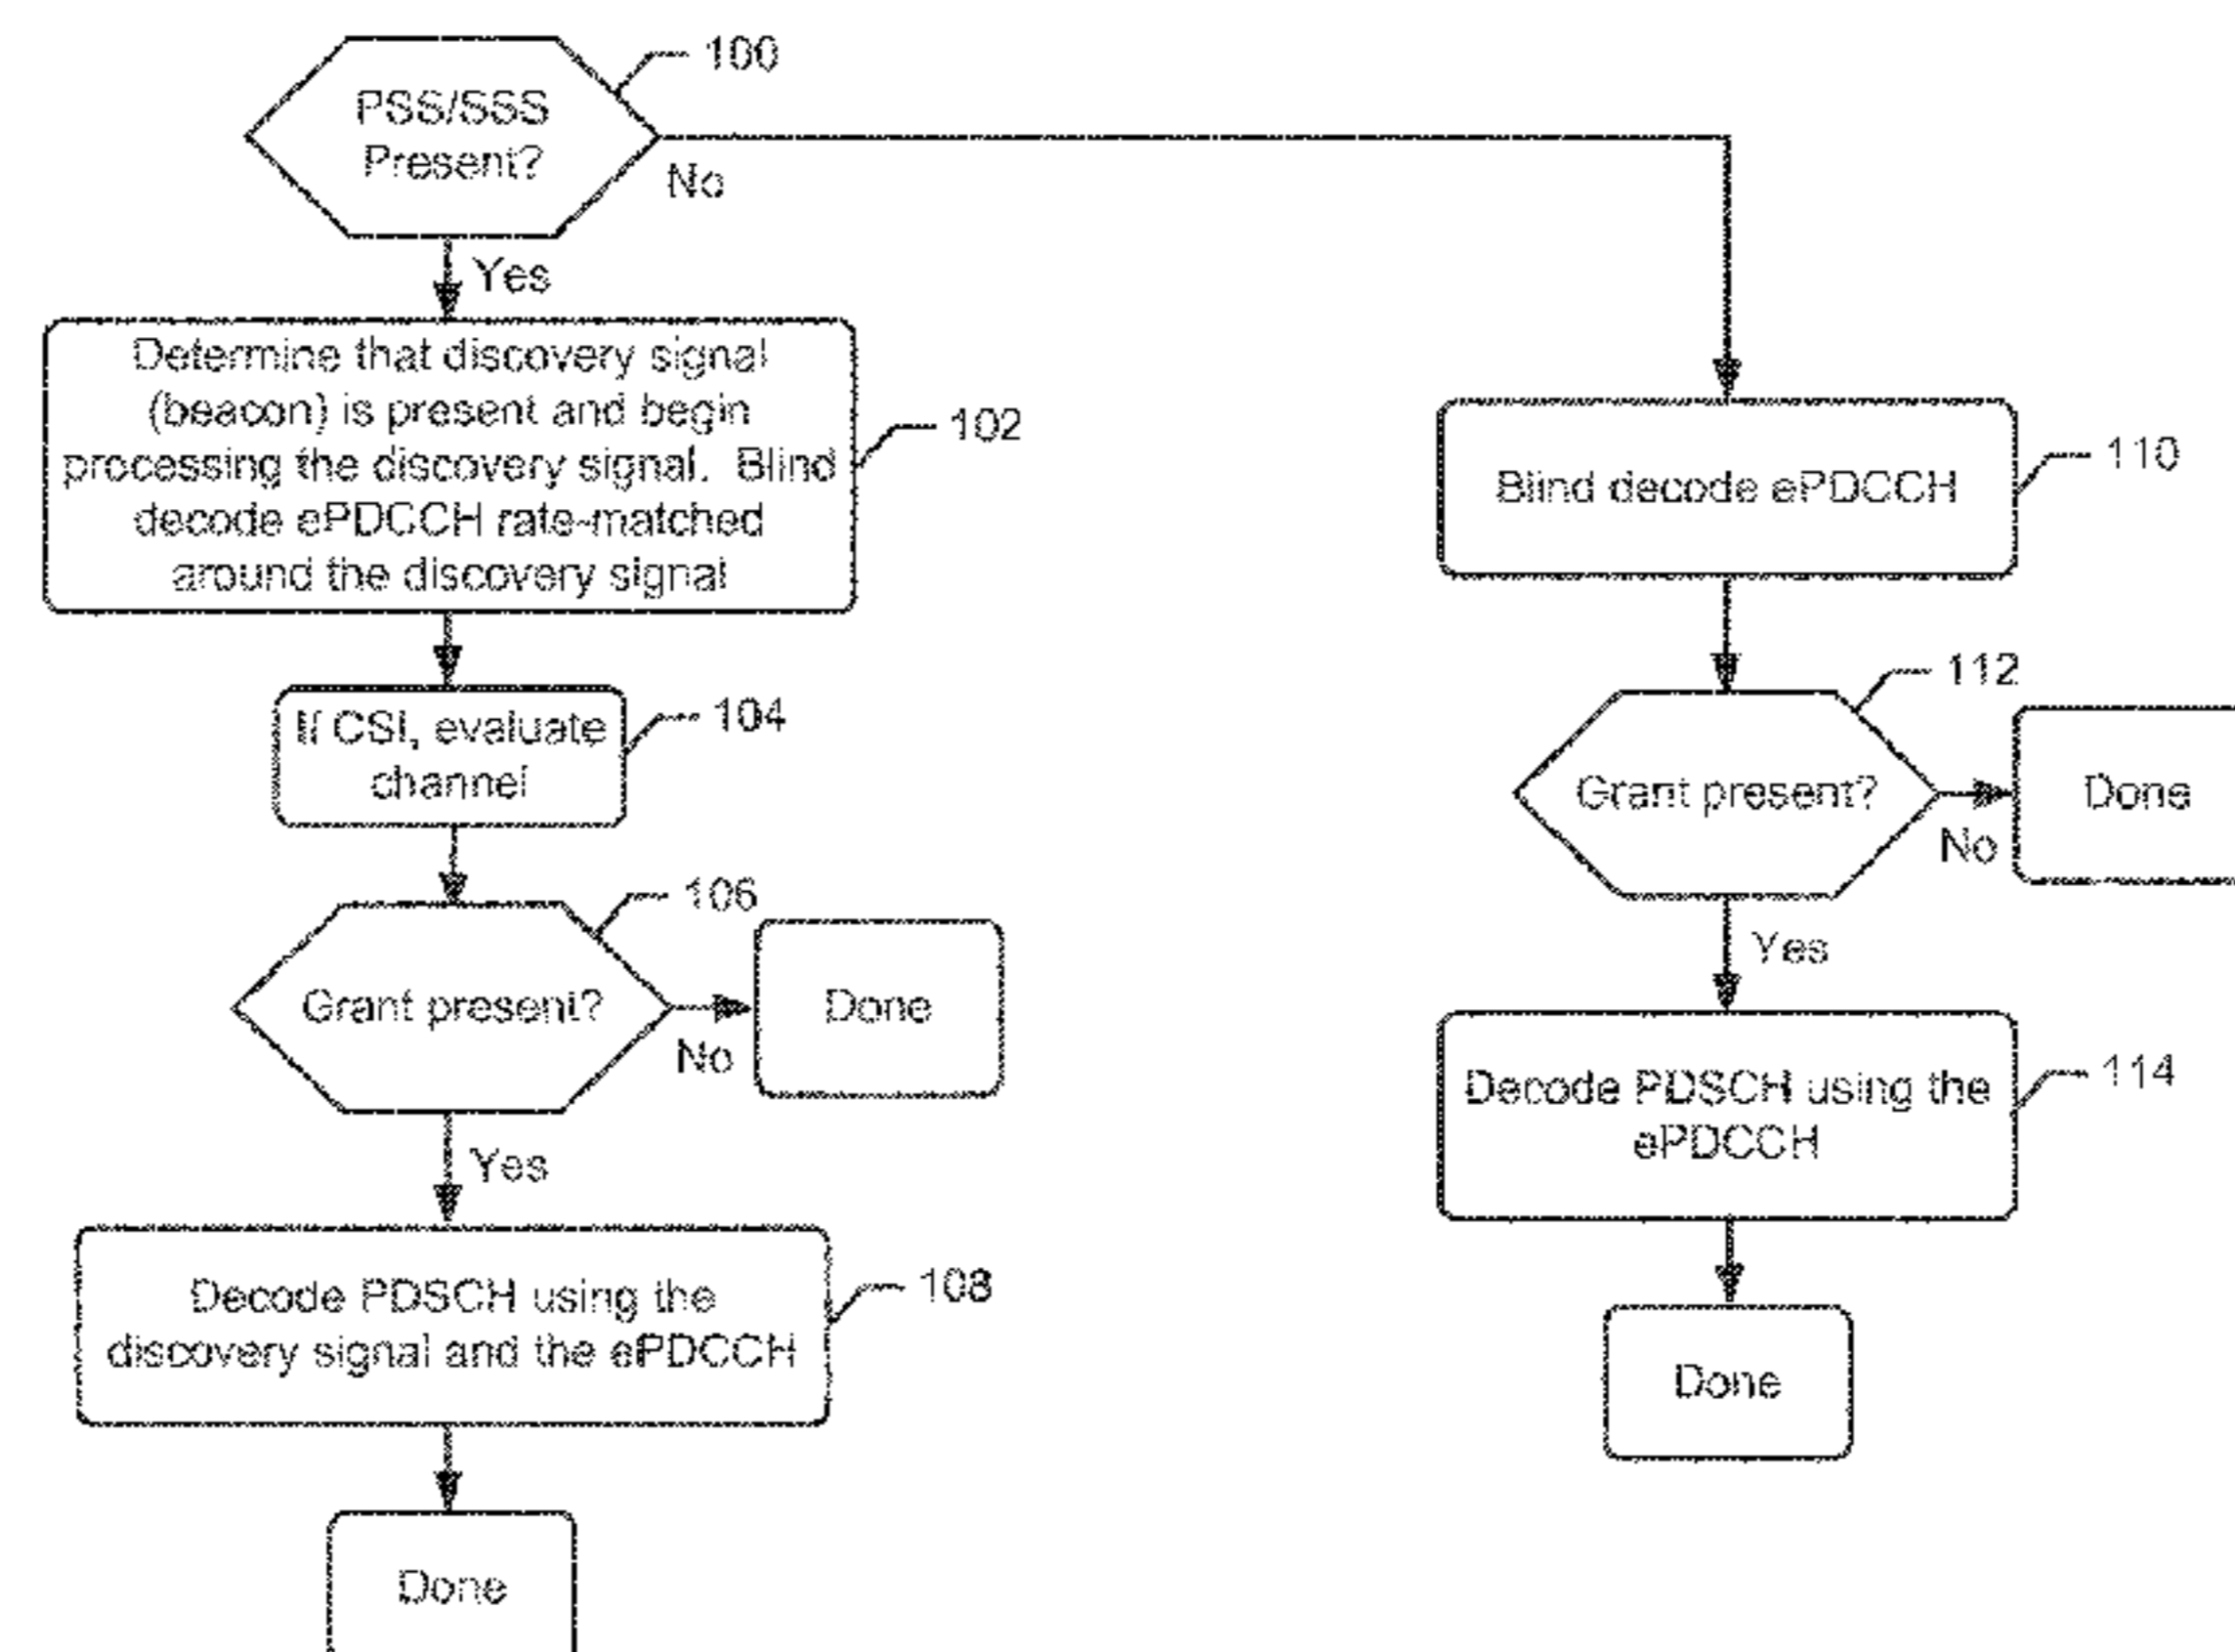 100
PSS/SSS
Present?
No
Yes
Determine that discovery signal
(beacon) is present and begin
processing the discovery signal. Blind
decode ePDCCH rate-matched
around the discovery signal
102
If CSI, evaluate
channel
104
106
Grant present?
No
Done
Yes
Decode PDSCH using the
discovery signal and the ePDCCH
108
Done
Blind decode ePDCCH
110
112
Grant present?
No
Done
Yes
Decode PDSCH using the
ePDCCH
114
Done